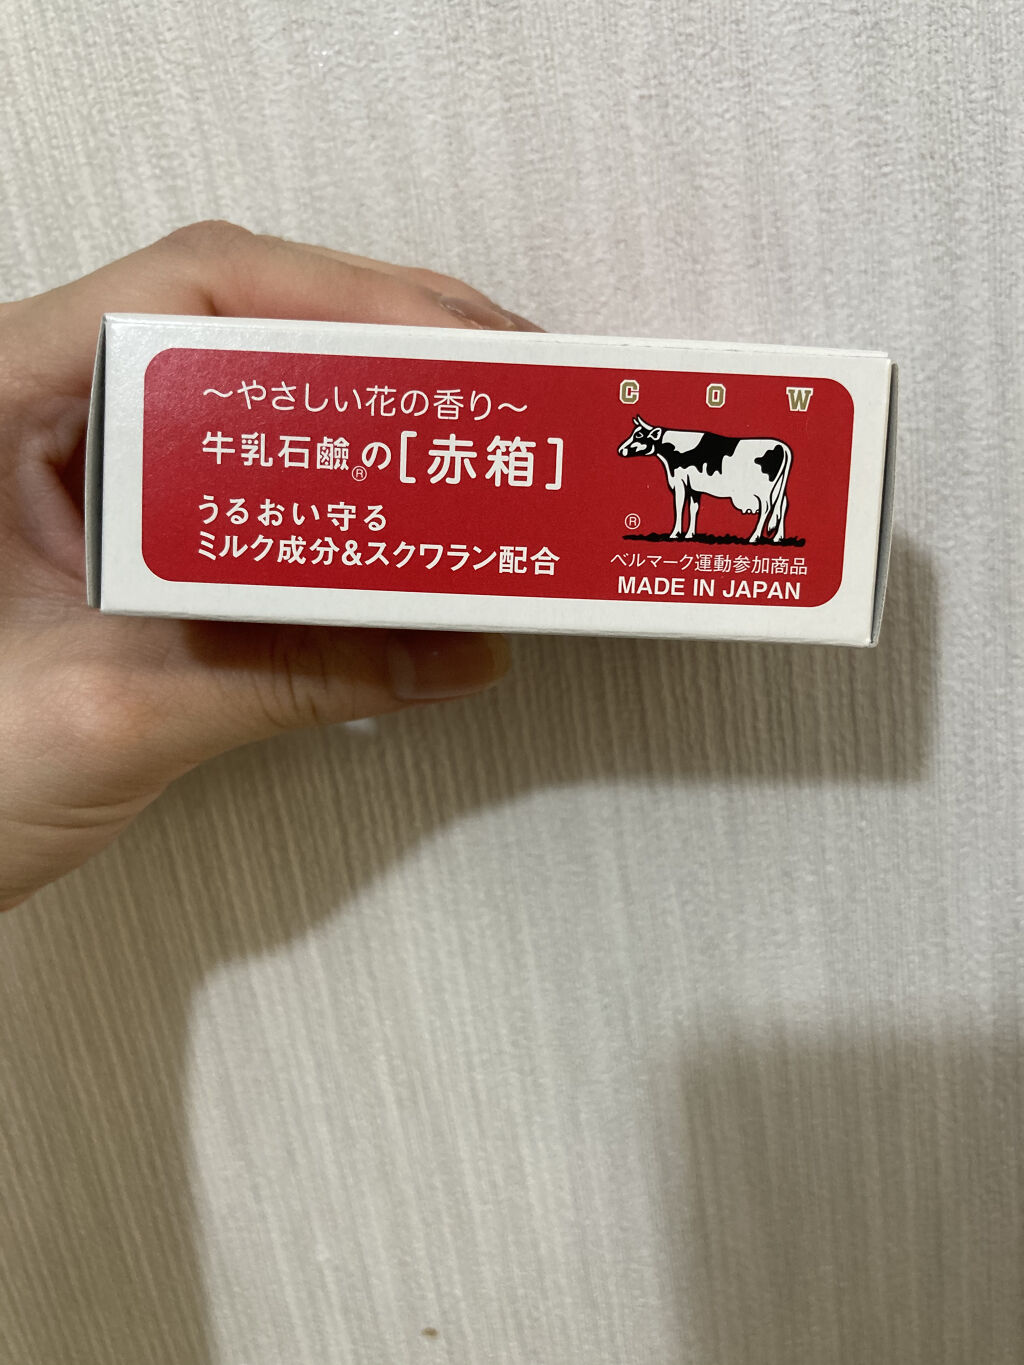 ～やさしい花の香り～
牛乳石鹸®の[赤箱]
うるおい守る
ミルク成分&スクワラン配合
COW
®
ベルマーク運動参加商品
MADE IN JAPAN